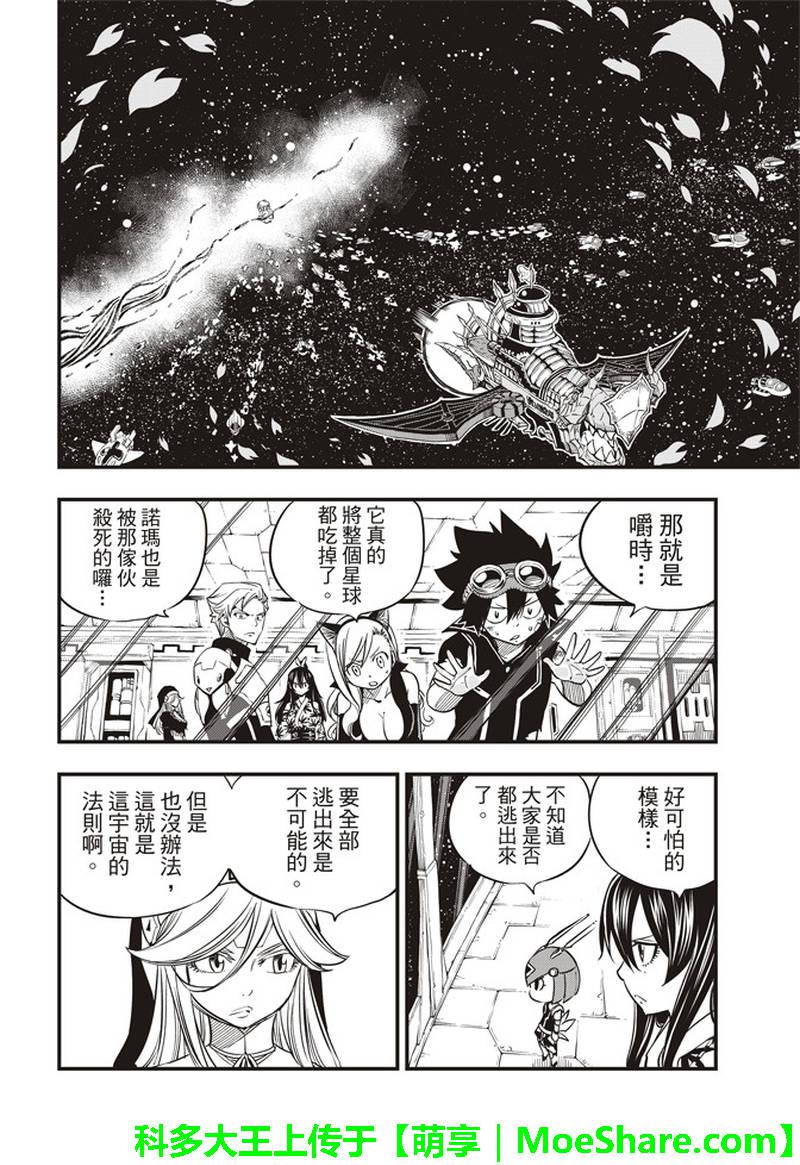 那就是
嚼時…
它真的
將整個星球
都吃掉了。
諾瑪也是
被那傢伙
殺死的囉…
好可怕的
模樣…
不知道
大家是否
都逃出來
了。
要全部
逃出來是
不可能的。
但是
也沒辦法，
這就是
這宇宙的
法則啊。
科多大王上传于【萌享｜MoeShare.com】